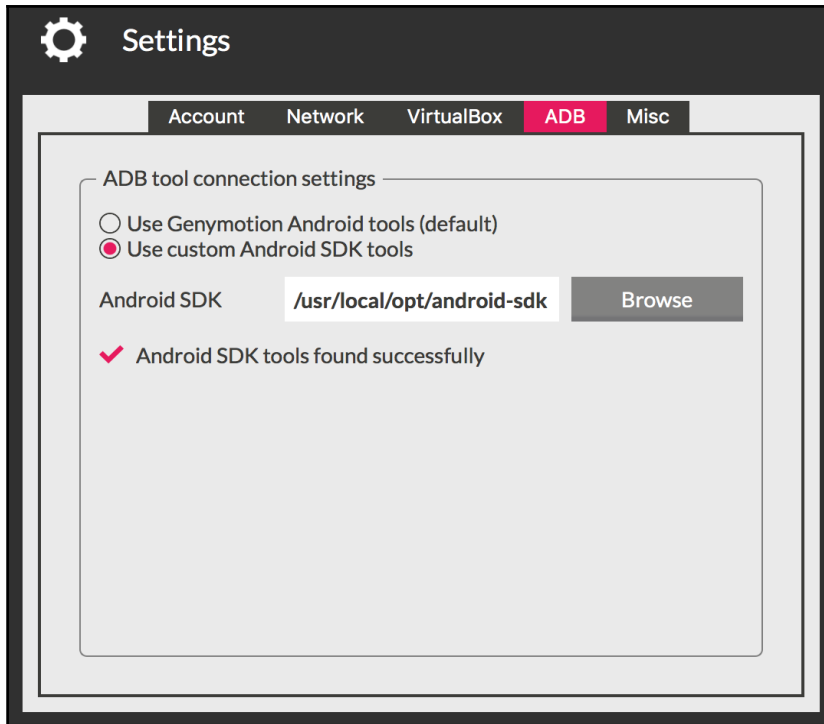 Settings
Account Network VirtualBox ADB Misc
ADB tool connection settings
Use Genymotion Android tools (default)
Use custom Android SDK tools
Android SDK /usr/local/opt/android-sdk Browse
Android SDK tools found successfully